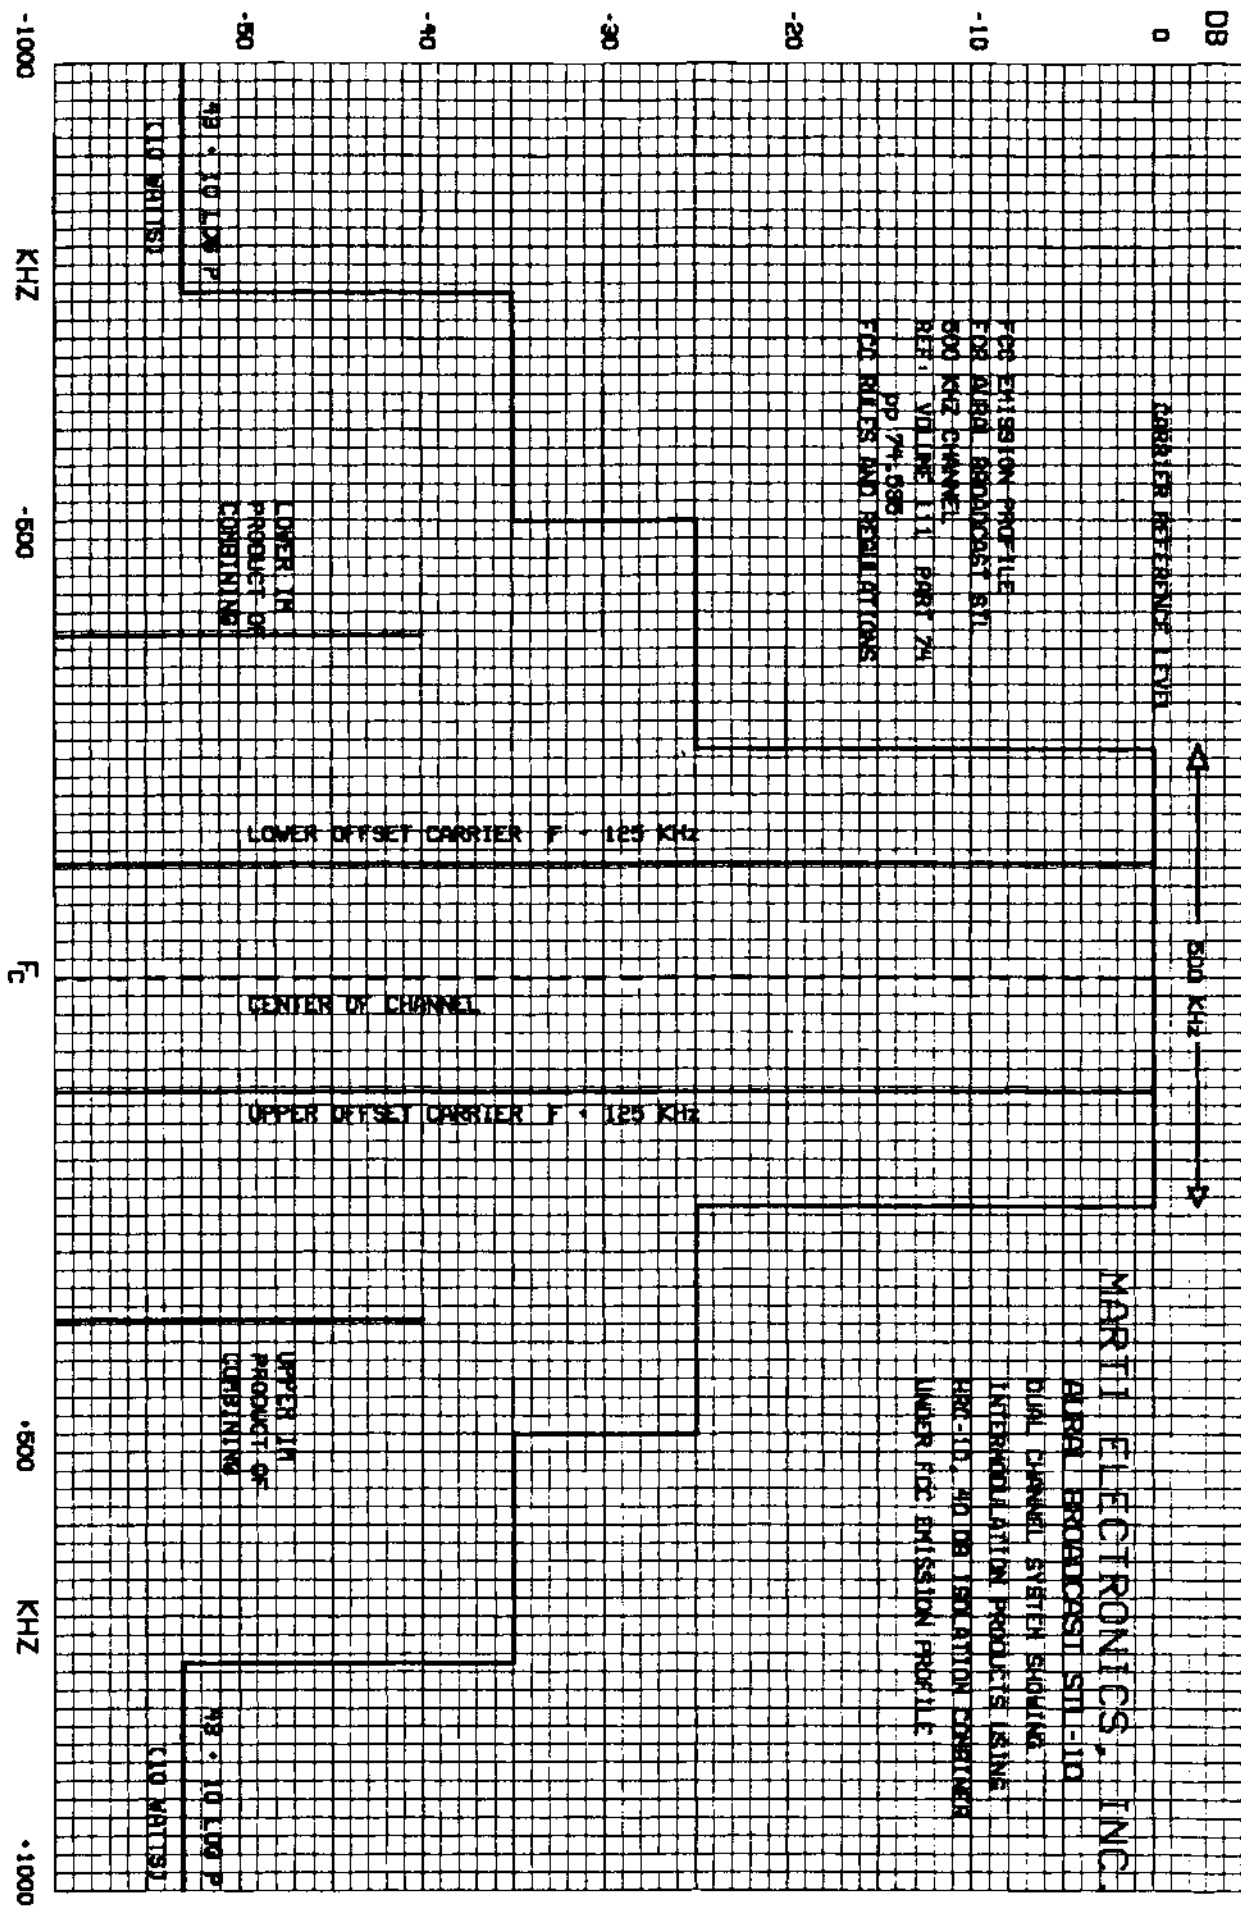 DB
0
-10
-20
-30
-40
-50
CARRIER REFERENCE LEVEL
500 KHz
MARTI ELECTRONICS, INC.
AURAL BROADCAST STL-10
DUAL CHANNEL SYSTEM SHOWING
INTERMODULATION PRODUCTS USING
HRC-10, 40 DB ISOLATION COMBINER
UNDER FCC EMISSION PROFILE
FCC EMISSION PROFILE
FOR AURAL BROADCAST STL
500 KHZ CHANNEL
REF: VOLUME III PART 74
pp 74.535
FCC RULES AND REGULATIONS
LOWER OFFSET CARRIER F - 125 KHz
CENTER OF CHANNEL
UPPER OFFSET CARRIER F + 125 KHz
LOWER IM
PRODUCT OF
COMBINING
UPPER IM
PRODUCT OF
COMBINING
43 + 10 LOG P
(10 WATTS)
43 + 10 LOG P
(10 WATTS)
-1000
KHZ
-500
FC
+500
KHZ
+1000